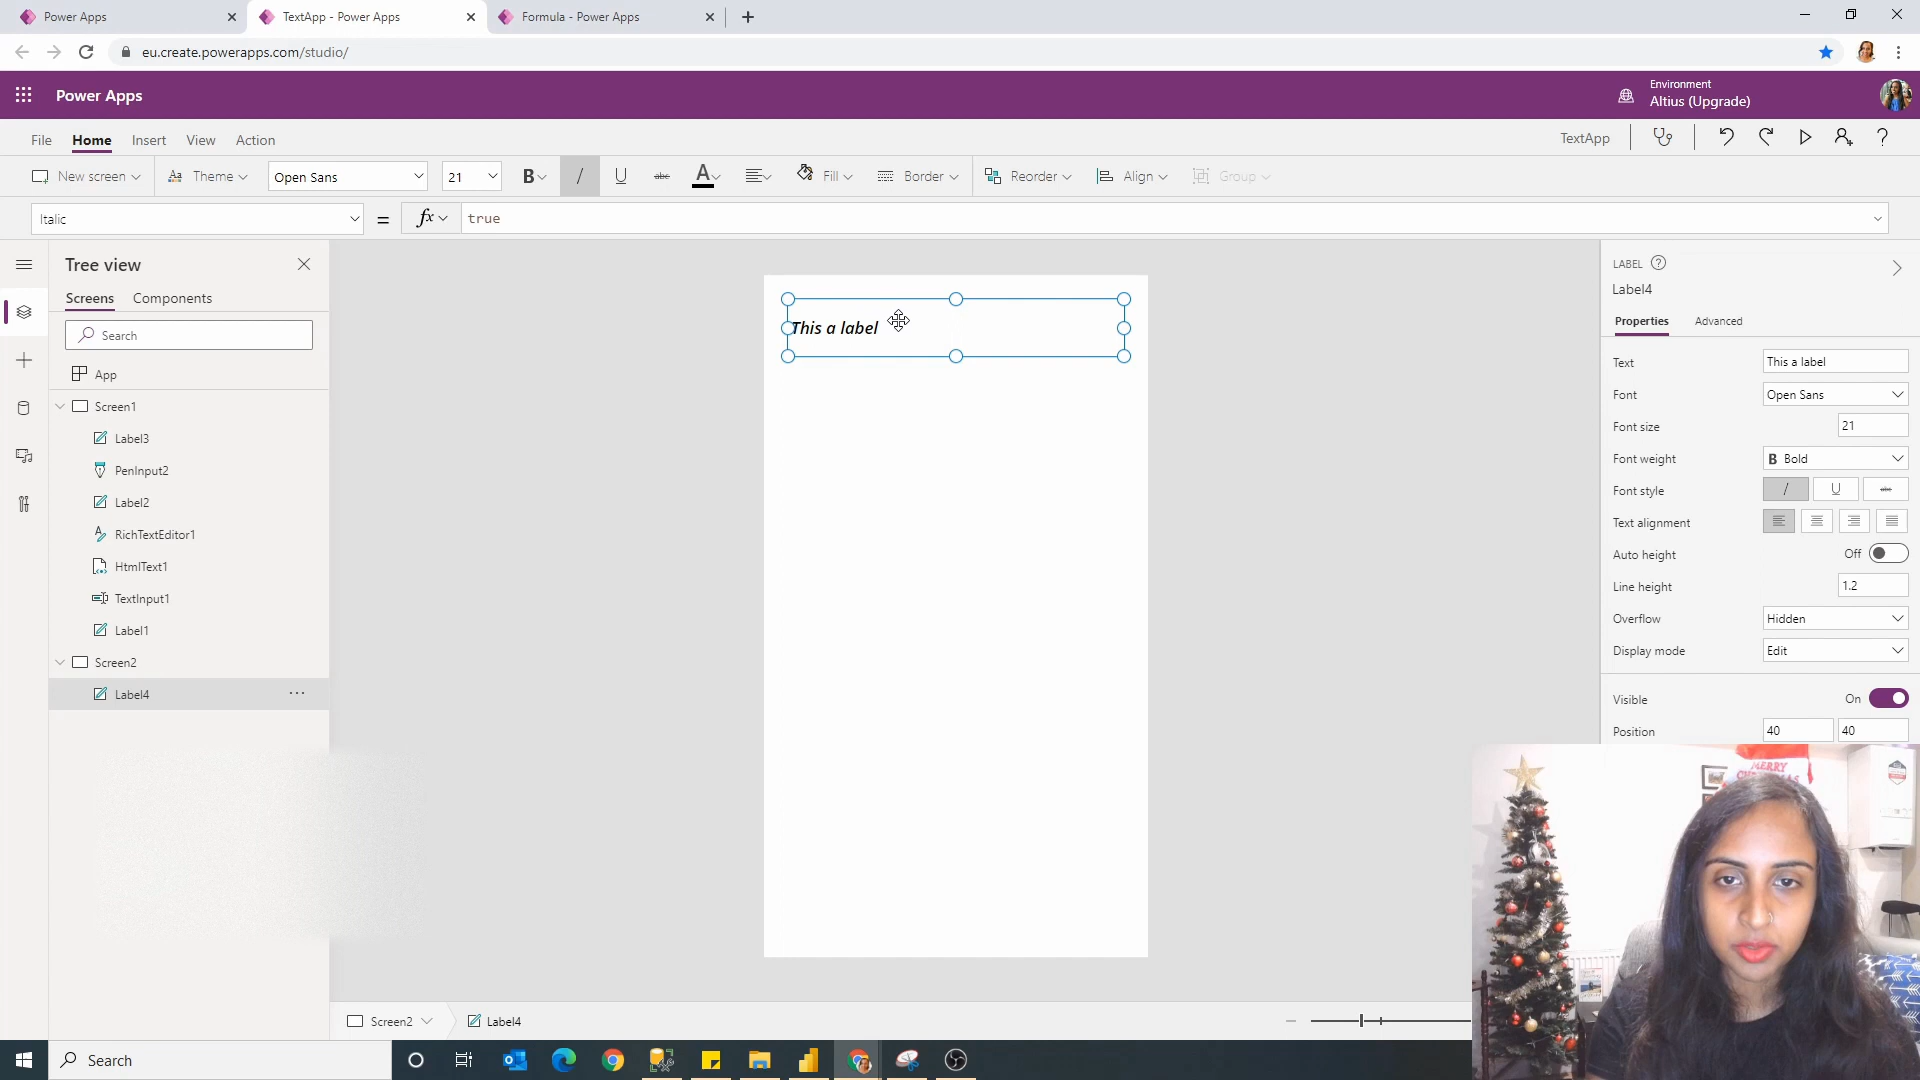 Power Apps
TextApp - Power Apps
Formula - Power Apps
eu.create.powerapps.com/studio/
Power Apps
Environment
Altius (Upgrade)
File Home Insert View Action
TextApp
New screen Theme Open Sans 21 B / U abc A Fill Border Reorder Align Group
Italic = fx true
Tree view
Screens Components
Search
App
Screen1
Label3
PenInput2
Label2
RichTextEditor1
HtmlText1
TextInput1
Label1
Screen2
Label4
This a label
LABEL
Label4
Properties Advanced
Text This a label
Font Open Sans
Font size 21
Font weight B Bold
Font style / U abc
Text alignment
Auto height Off
Line height 1.2
Overflow Hidden
Display mode Edit
Visible On
Position 40 40
MERRY
Screen2 Label4
Search